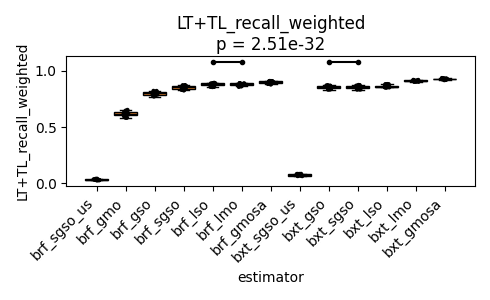 LT+TL_recall_weighted
p = 2.51e-32
LT+TL_recall_weighted
1.0
0.5
0.0
brf_sgso_us
brf_gmo
brf_gso
brf_sgso
brf_lso
brf_lmo
brf_gmosa
bxt_sgso_us
bxt_gso
bxt_sgso
bxt_lso
bxt_lmo
bxt_gmosa
estimator